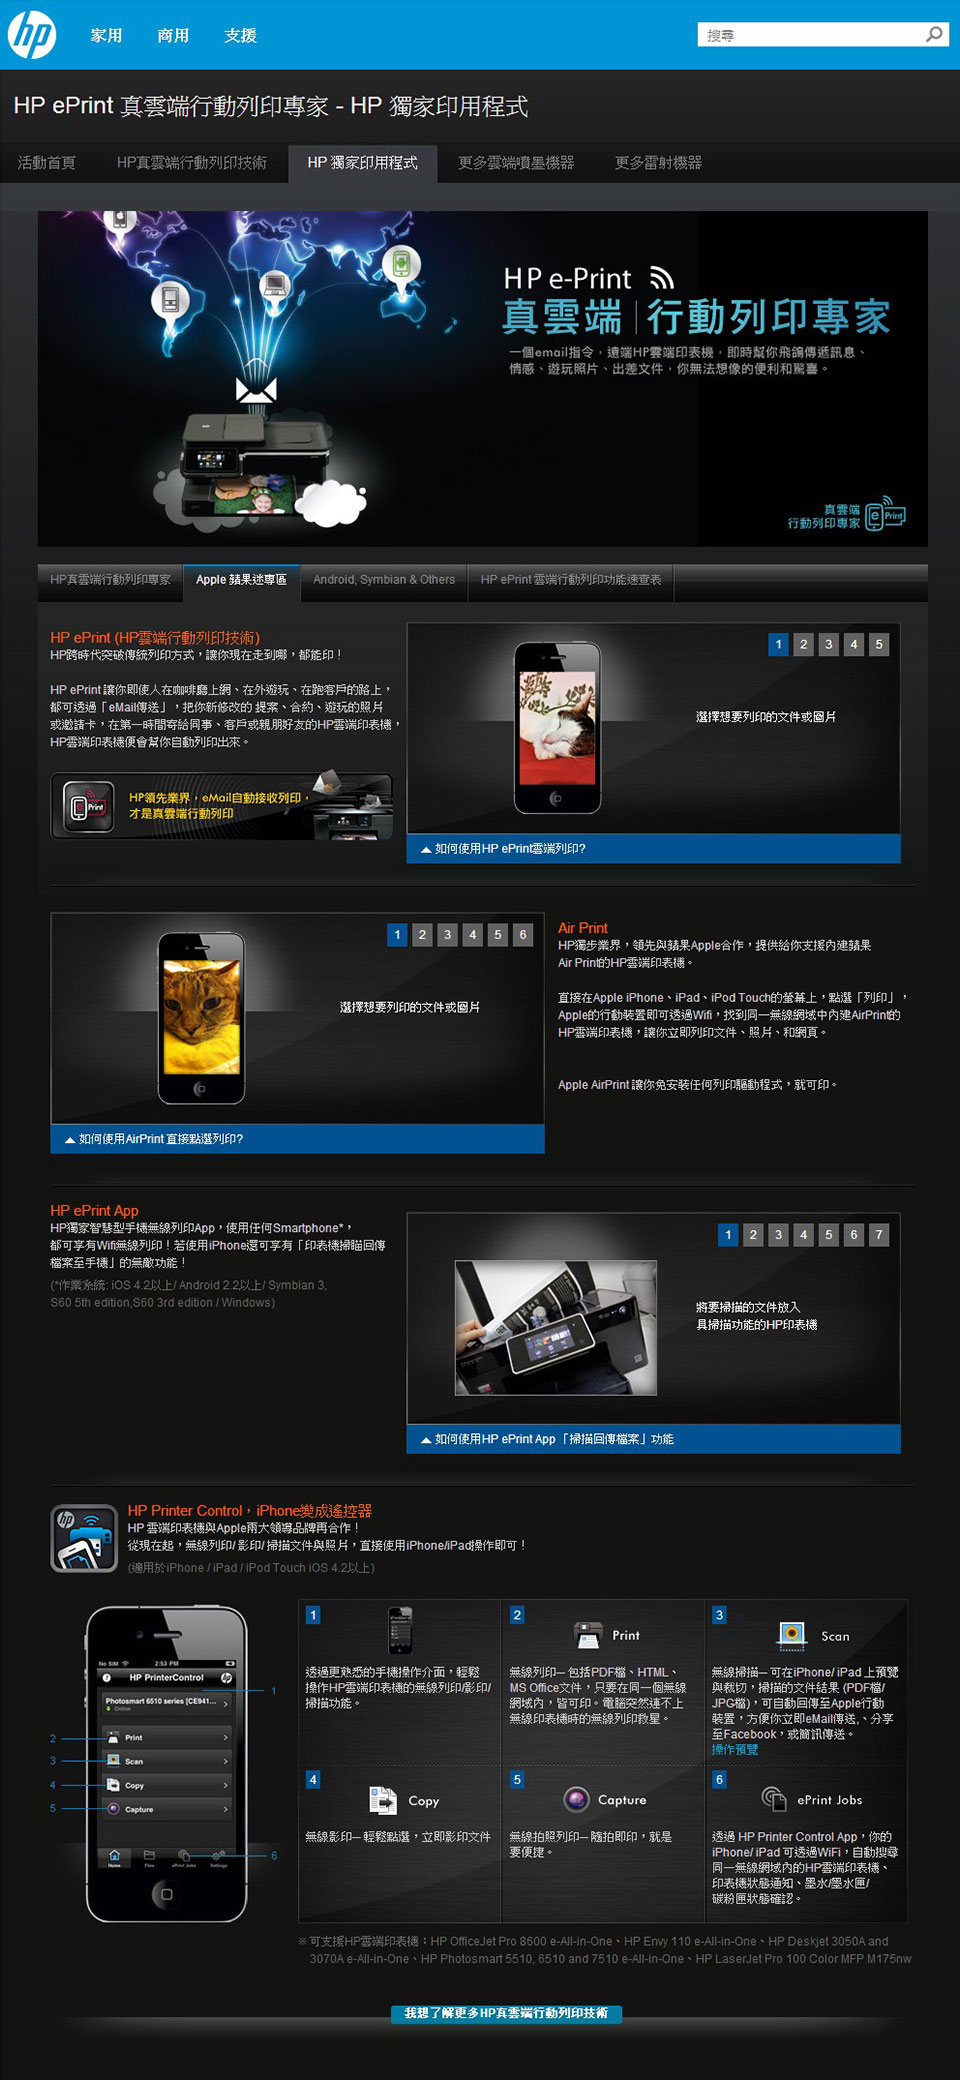 hp
家用 商用 支援
搜尋
HP ePrint 真雲端行動列印專家 - HP 獨家印用程式
活動首頁 HP真雲端行動列印技術 HP 獨家印用程式 更多雲端噴墨機器 更多雷射機器
HP e-Print
真雲端 | 行動列印專家
一個email指令，遠端HP雲端印表機，即時幫你飛鴿傳遞訊息、
情感、遊玩照片、出差文件，你無法想像的便利和驚喜。
真雲端
行動列印專家
ePrint
HP真雲端行動列印專家 Apple 蘋果迷專區 Android, Symbian & Others HP ePrint 雲端行動列印功能速查表
HP ePrint (HP雲端行動列印技術)
HP跨時代突破傳統列印方式，讓你現在走到哪，都能印！
HP ePrint 讓你即使人在咖啡廳上網、在外遊玩、在跑客戶的路上，
都可透過「eMail傳送」，把你新修改的 提案、合約、遊玩的照片
或邀請卡，在第一時間寄給同事、客戶或親朋好友的HP雲端印表機，
HP雲端印表機便會幫你自動列印出來。
ePrint
HP領先業界，eMail自動接收列印，
才是真雲端行動列印
1 2 3 4 5
選擇想要列印的文件或圖片
如何使用HP ePrint雲端列印?
1 2 3 4 5 6
選擇想要列印的文件或圖片
如何使用AirPrint 直接點選列印?
Air Print
HP獨步業界，領先與蘋果Apple合作，提供給你支援內建蘋果
Air Print的HP雲端印表機。
直接在Apple iPhone、iPad、iPod Touch的螢幕上，點選「列印」，
Apple的行動裝置即可透過Wifi，找到同一無線網域中內建AirPrint的
HP雲端印表機，讓你立即列印文件、照片、和網頁。
Apple AirPrint 讓你免安裝任何列印驅動程式，就可印。
HP ePrint App
HP獨家智慧型手機無線列印App，使用任何Smartphone*，
都可享有Wifi無線列印！若使用iPhone還可享有「印表機掃瞄回傳
檔案至手機」的無敵功能！
(*作業系統: iOS 4.2以上/ Android 2.2以上/ Symbian 3,
S60 5th edition,S60 3rd edition / Windows)
1 2 3 4 5 6 7
將要掃描的文件放入
具掃描功能的HP印表機
如何使用HP ePrint App「掃描回傳檔案」功能
HP Printer Control，iPhone變成遙控器
HP 雲端印表機與Apple兩大領導品牌再合作！
從現在起，無線列印/ 影印/ 掃描文件與照片，直接使用iPhone/iPad操作即可！
(適用於iPhone / iPad / iPod Touch iOS 4.2以上)
No SIM 2:53 PM
HP PrinterControl
Photosmart 6510 series [CE941...
Online
Print
Scan
Copy
Capture
Home Files ePrint Jobs Settings
1
2
3
4
5
6
1
透過更熟悉的手機操作介面，輕鬆
操作HP雲端印表機的無線列印/影印/
掃描功能。
2 Print
無線列印─ 包括PDF檔、HTML、
MS Office文件，只要在同一個無線
網域內，皆可印。電腦突然連不上
無線印表機時的無線列印救星。
3 Scan
無線掃描─ 可在iPhone/ iPad 上預覽
與裁切，掃描的文件結果 (PDF檔/
JPG檔)，可自動回傳至Apple行動
裝置，方便你立即eMail傳送,、分享
至Facebook，或簡訊傳送。
操作預覽
4 Copy
無線影印─ 輕鬆點選，立即影印文件
5 Capture
無線拍照列印─ 隨拍即印，就是
要便捷。
6 ePrint Jobs
透過 HP Printer Control App，你的
iPhone/ iPad 可透過WiFi，自動搜尋
同一無線網域內的HP雲端印表機、
印表機狀態通知、墨水/墨水匣/
碳粉匣狀態確認。
※ 可支援HP雲端印表機：HP OfficeJet Pro 8600 e-All-in-One、HP Envy 110 e-All-in-One、HP Deskjet 3050A and
3070A e-All-in-One、HP Photosmart 5510, 6510 and 7510 e-All-in-One、HP LaserJet Pro 100 Color MFP M175nw
我想了解更多HP真雲端行動列印技術